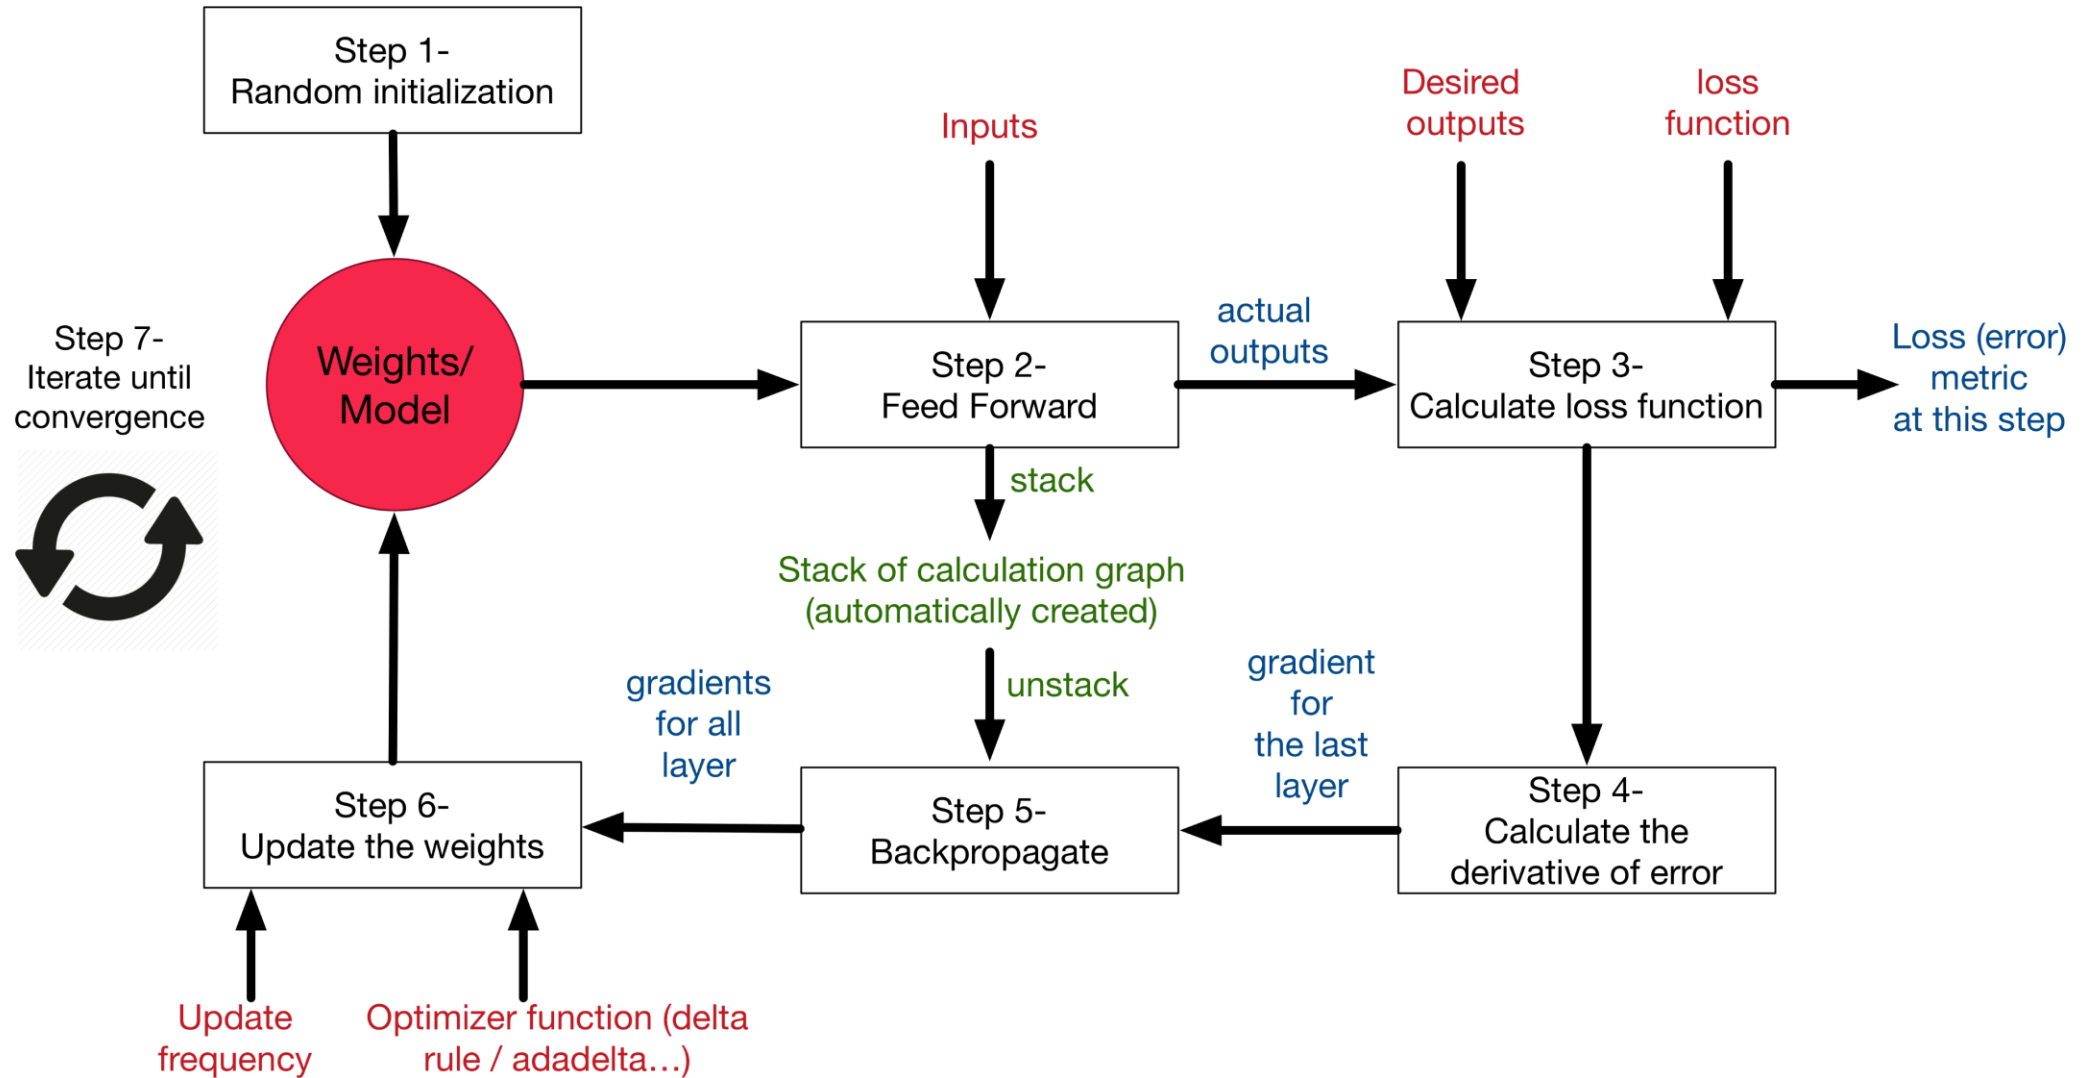 Step 1-
Random initialization
Inputs
Desired
outputs
loss
function
Step 7-
Iterate until
convergence
Weights/
Model
Step 2-
Feed Forward
actual
outputs
Step 3-
Calculate loss function
Loss (error)
metric
at this step
stack
Stack of calculation graph
(automatically created)
unstack
gradients
for all
layer
gradient
for
the last
layer
Step 6-
Update the weights
Step 5-
Backpropagate
Step 4-
Calculate the
derivative of error
Update
frequency
Optimizer function (delta
rule / adadelta…)